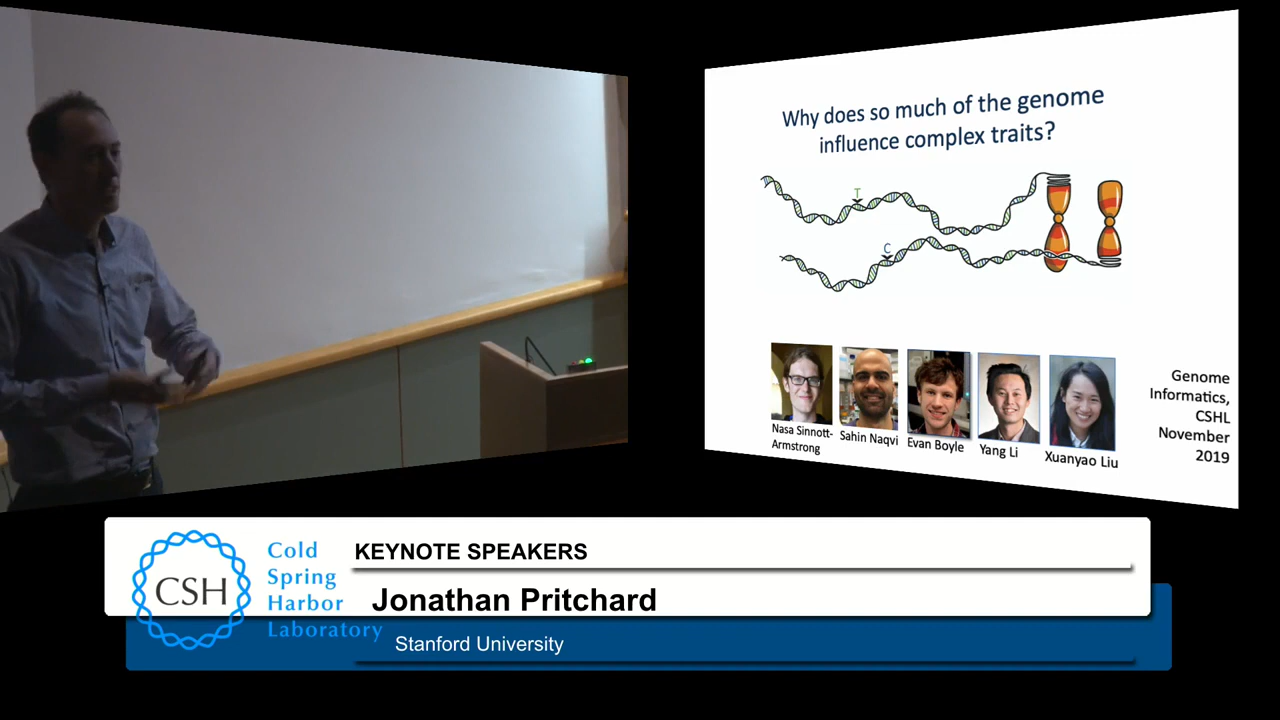 Why does so much of the genome
influence complex traits?
T
C
Nasa Sinnott-
Armstrong
Sahin Naqvi
Evan Boyle
Yang Li
Xuanyao Liu
Genome
Informatics,
CSHL
November
2019
CSH
Cold
Spring
Harbor
Laboratory
KEYNOTE SPEAKERS
Jonathan Pritchard
Stanford University